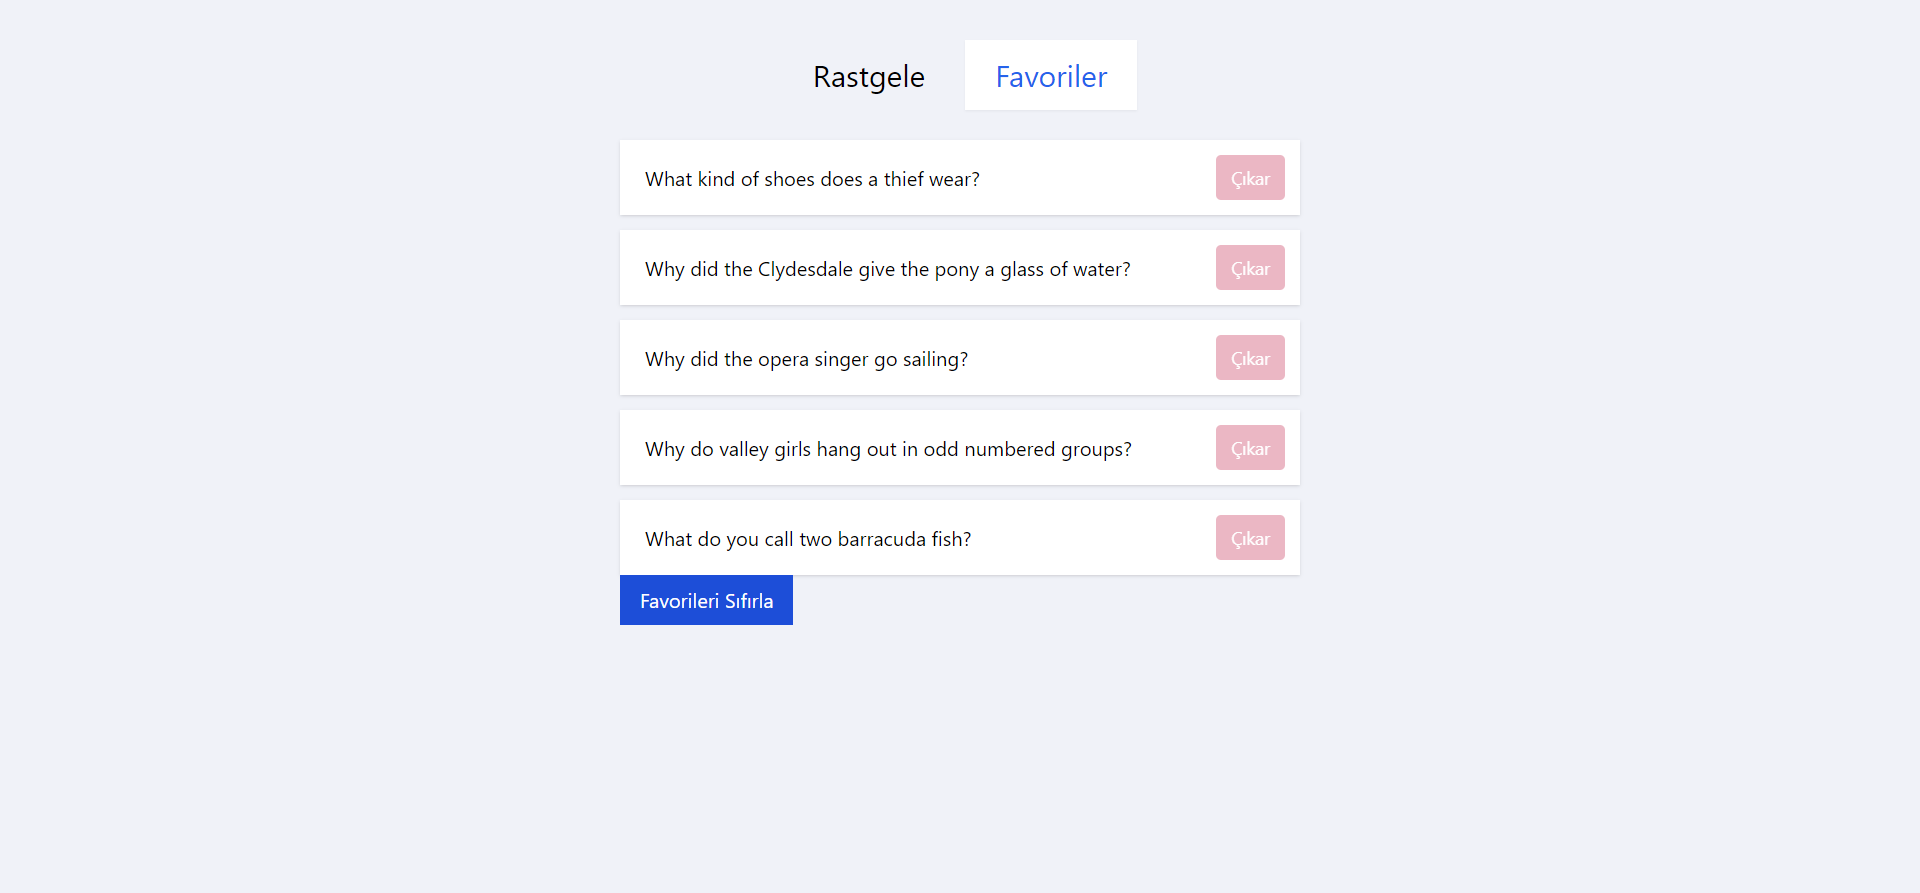 Rastgele Favoriler
What kind of shoes does a thief wear? Çıkar
Why did the Clydesdale give the pony a glass of water? Çıkar
Why did the opera singer go sailing? Çıkar
Why do valley girls hang out in odd numbered groups? Çıkar
What do you call two barracuda fish? Çıkar
Favorileri Sıfırla